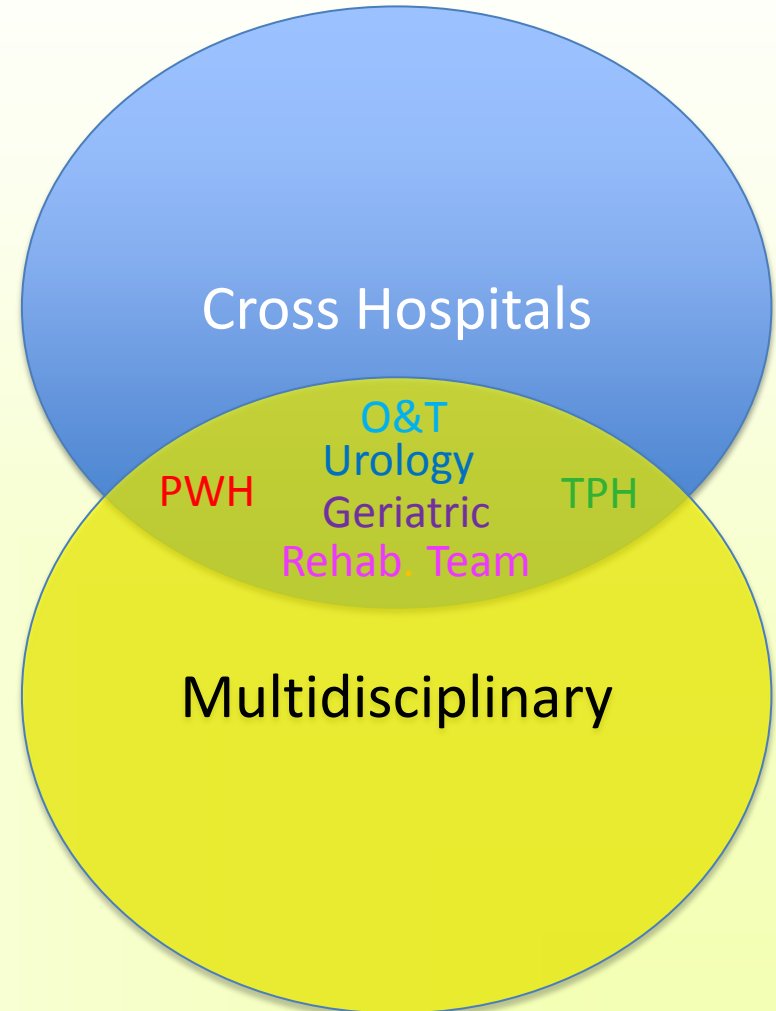 Cross Hospitals
O&T
Urology
PWH
TPH
Geriatric
Rehab. Team
Multidisciplinary